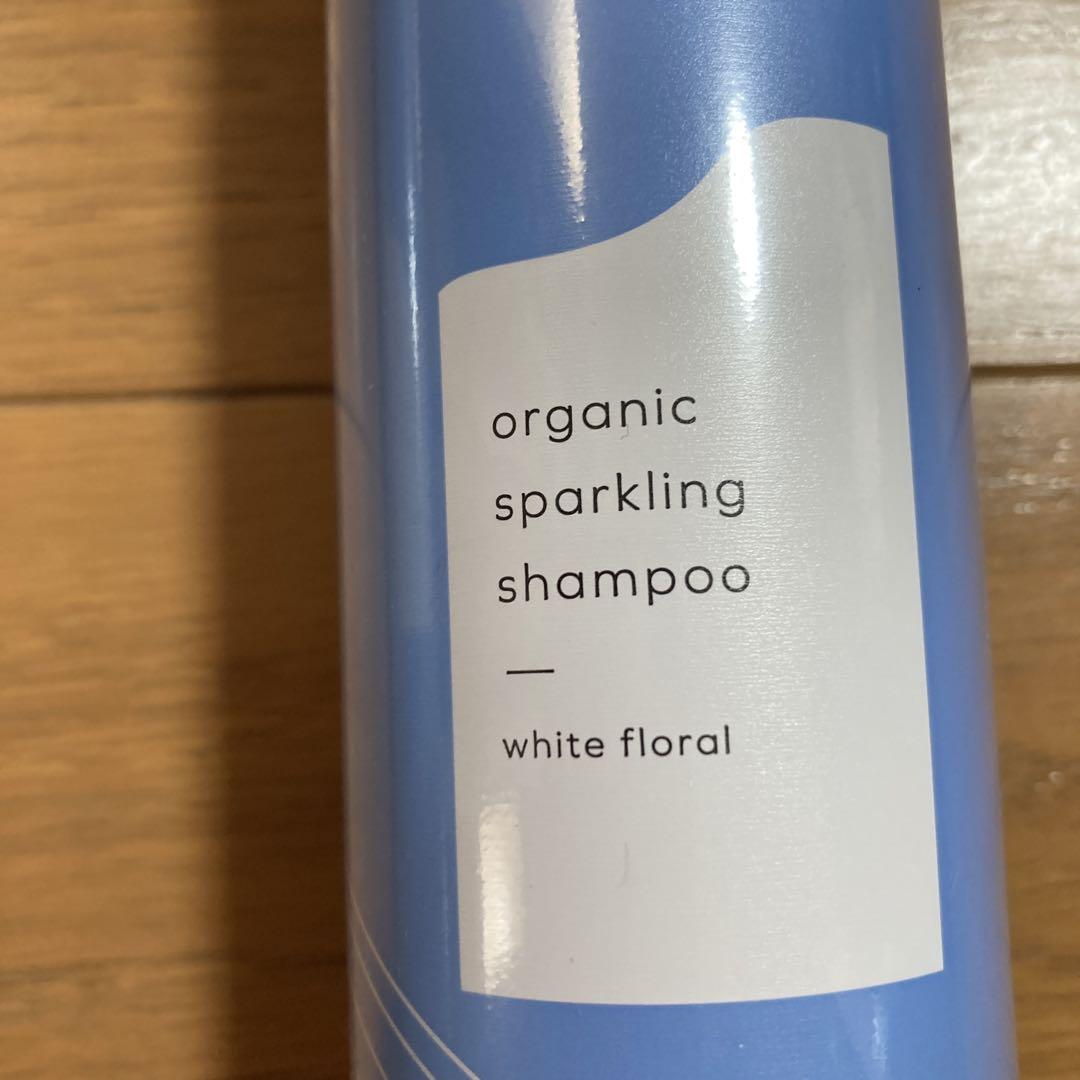 organic
sparkling
shampoo
—
white floral